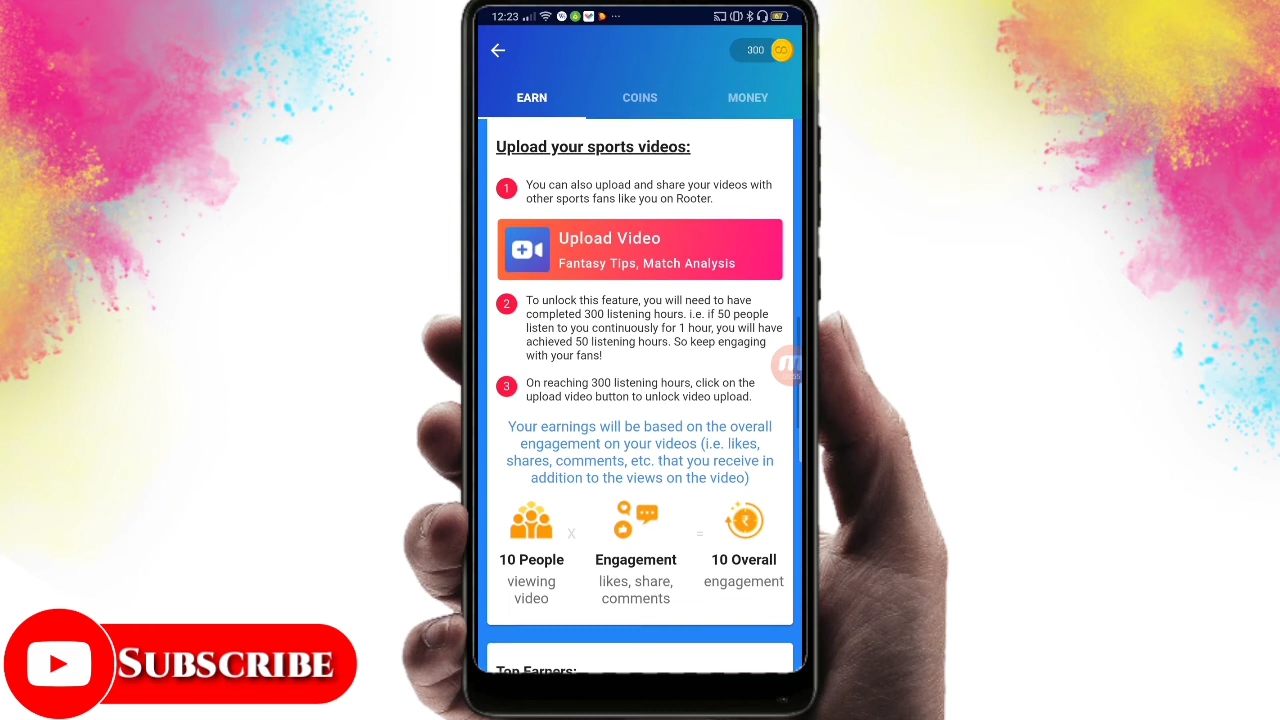 12:23
67
300
EARN COINS MONEY
Upload your sports videos:
1 You can also upload and share your videos with
other sports fans like you on Rooter.
Upload Video
Fantasy Tips, Match Analysis
2 To unlock this feature, you will need to have
completed 300 listening hours. i.e. if 50 people
listen to you continuously for 1 hour, you will have
achieved 50 listening hours. So keep engaging
with your fans!
3 On reaching 300 listening hours, click on the
upload video button to unlock video upload.
Your earnings will be based on the overall
engagement on your videos (i.e. likes,
shares, comments, etc. that you receive in
addition to the views on the video)
x =
10 People Engagement 10 Overall
viewing likes, share, engagement
video comments
Top Earners:
SUBSCRIBE